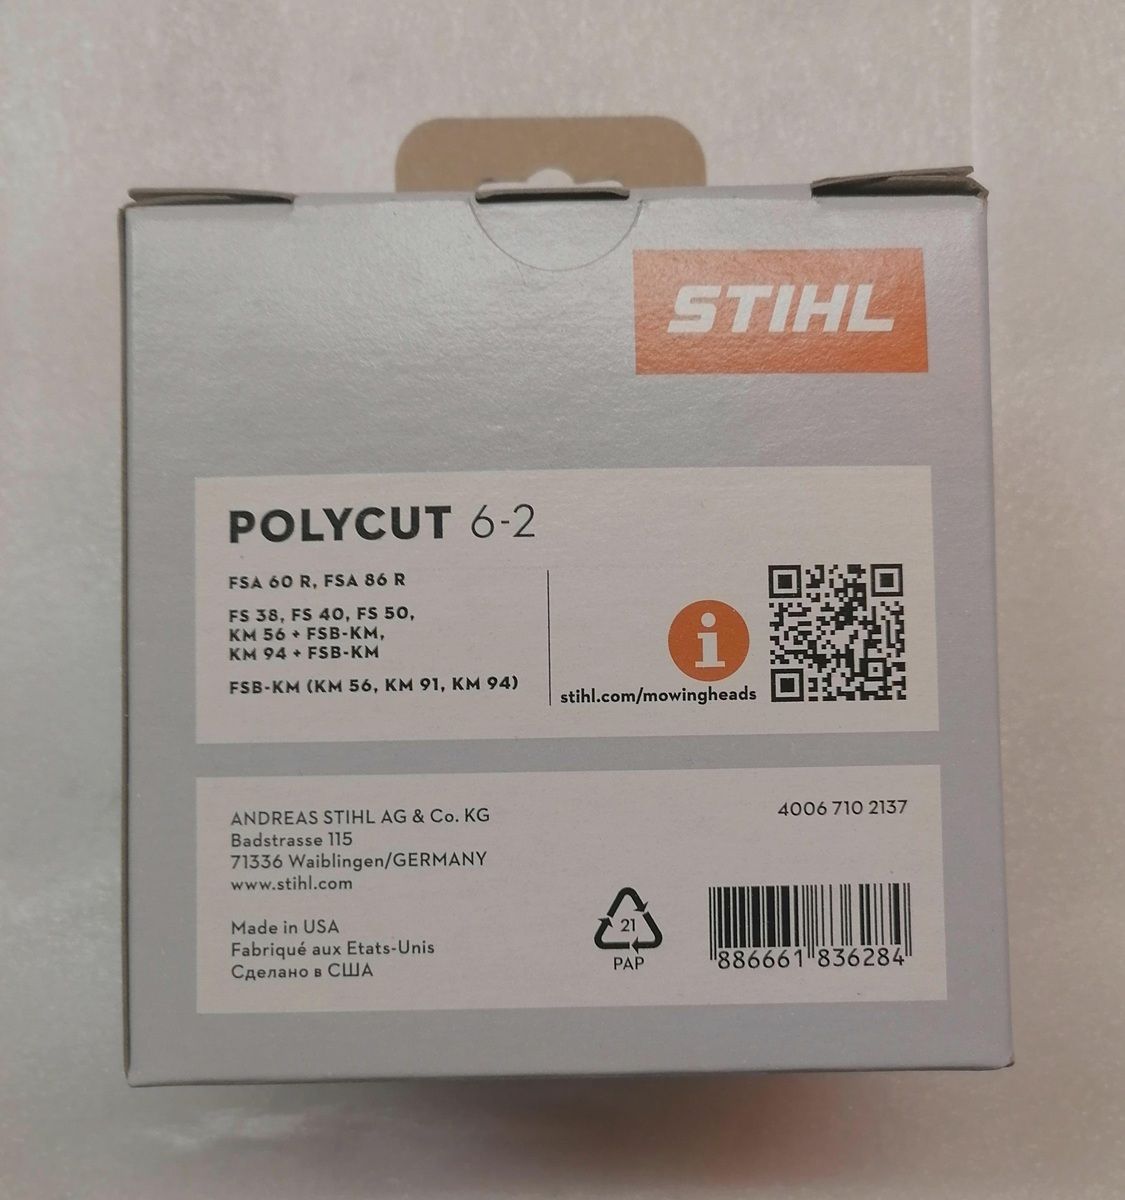 STIHL
POLYCUT 6-2
FSA 60 R, FSA 86 R
FS 38, FS 40, FS 50,
KM 56 + FSB-KM,
KM 94 + FSB-KM
FSB-KM (KM 56, KM 91, KM 94)
i
stihl.com/mowingheads
ANDREAS STIHL AG & Co. KG
Badstrasse 115
71336 Waiblingen/GERMANY
www.stihl.com
Made in USA
Fabriqué aux Etats-Unis
Сделано в США
4006 710 2137
21
PAP
886661 836284